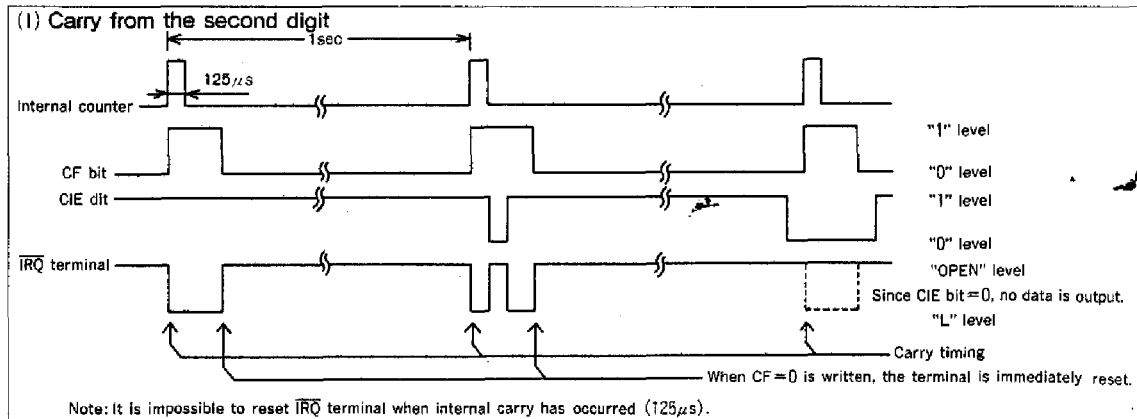 (1) Carry from the second digit
1sec
125μs
Internal counter
"1" level
CF bit
"0" level
CIE dit
"1" level
"0" level
IRQ terminal
"OPEN" level
Since CIE bit=0, no data is output.
"L" level
Carry timing
When CF=0 is written, the terminal is immediately reset.
Note: It is impossible to reset IRQ terminal when internal carry has occurred (125μs).